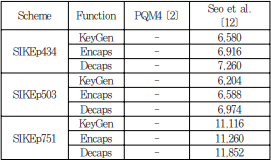 Scheme Function PQM4 [2] Seo et al. [12]
SIKEp434 KeyGen - 6,580
Encaps - 6,916
Decaps - 7,260
SIKEp503 KeyGen - 6,204
Encaps - 6,588
Decaps - 6,974
SIKEp751 KeyGen - 11,116
Encaps - 11,260
Decaps - 11,852